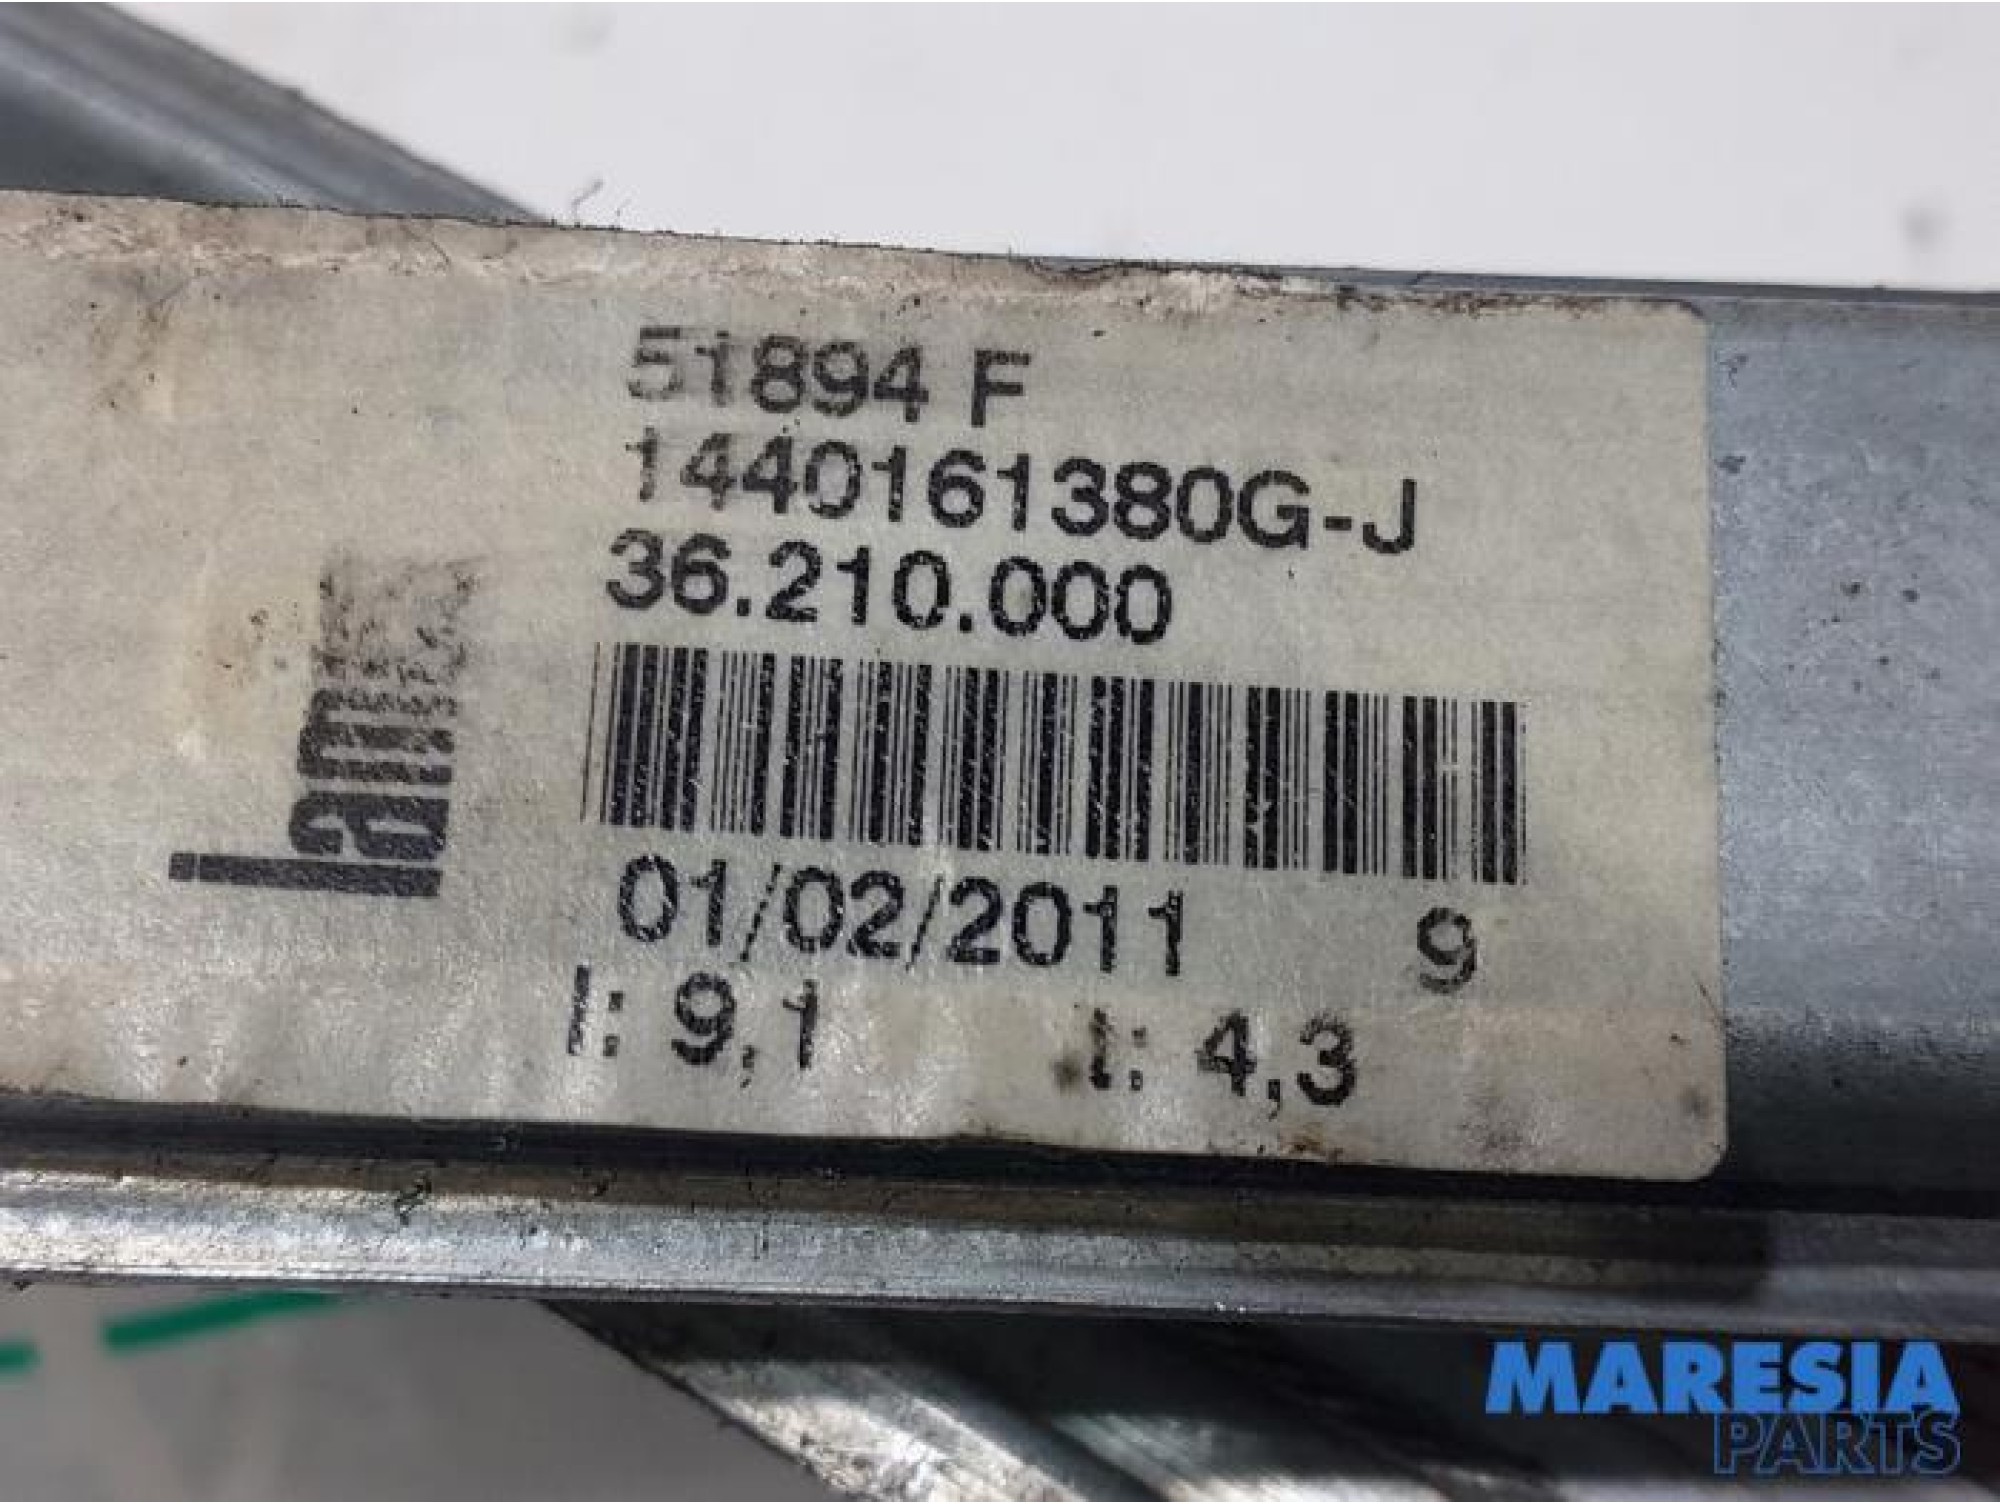 51894 F
1440161380G-J
36.210.000
01/02/2011 9
I: 9,1 I: 4,3
MARESIA
PARTS